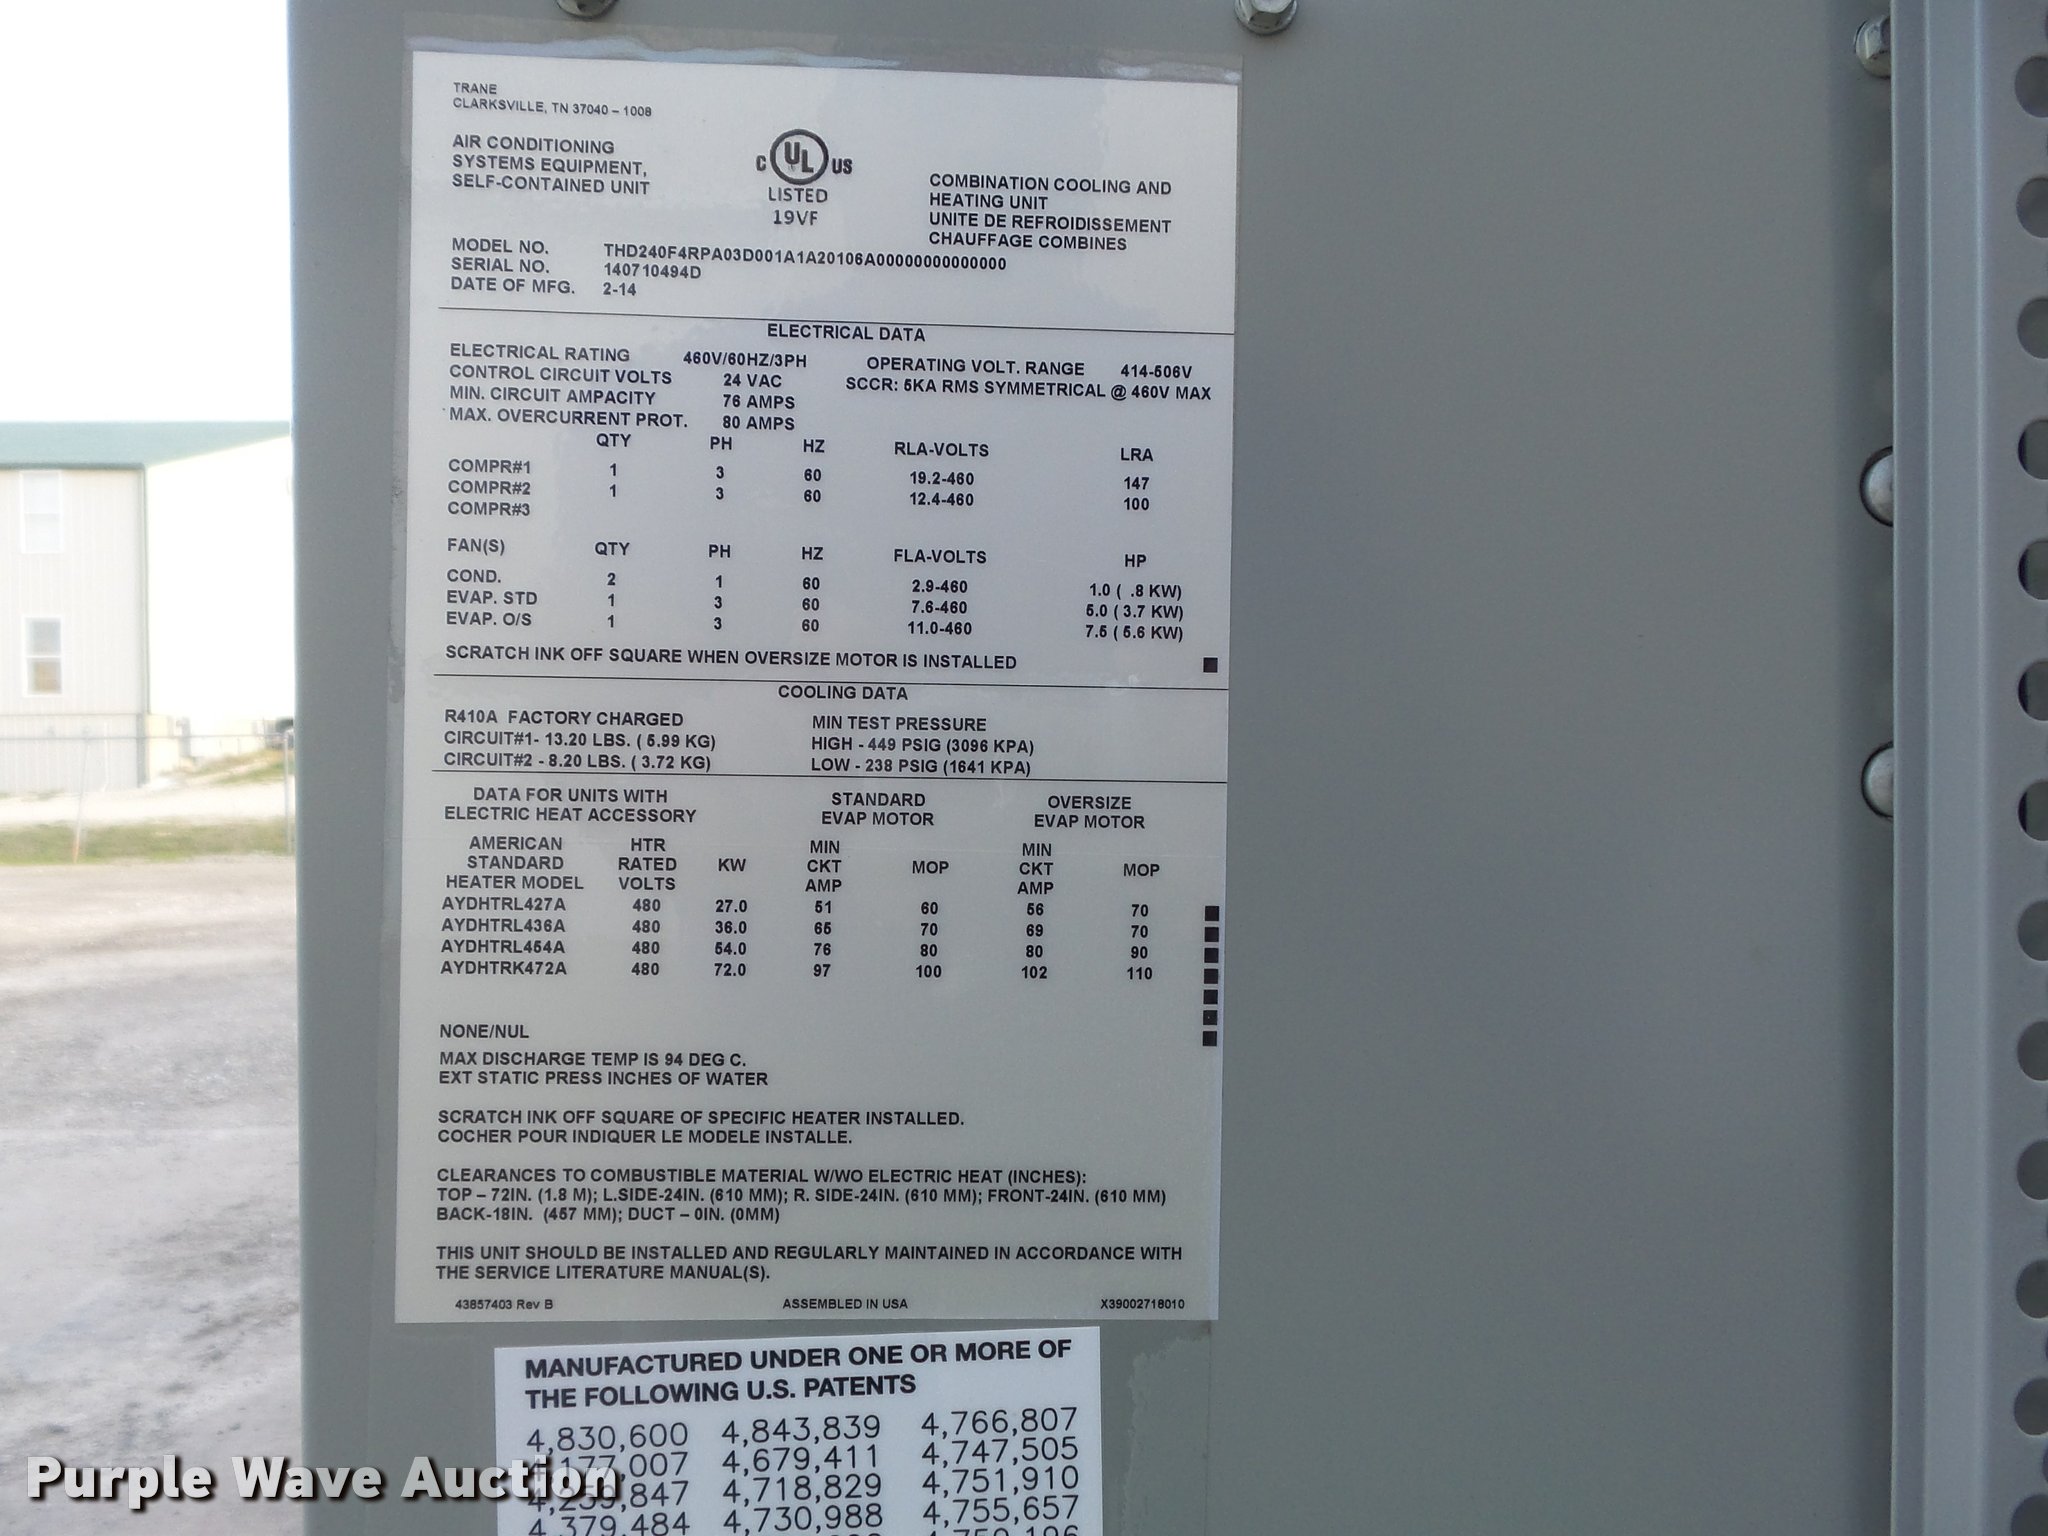 TRANE
CLARKSVILLE, TN 37040 – 1008
AIR CONDITIONING
SYSTEMS EQUIPMENT,
SELF-CONTAINED UNIT
C UL US
LISTED
19VF
COMBINATION COOLING AND
HEATING UNIT
UNITE DE REFROIDISSEMENT
CHAUFFAGE COMBINES
MODEL NO. THD240F4RPA03D001A1A20106A00000000000000
SERIAL NO. 140710494D
DATE OF MFG. 2-14
ELECTRICAL DATA
ELECTRICAL RATING 460V/60HZ/3PH OPERATING VOLT. RANGE 414-506V
CONTROL CIRCUIT VOLTS 24 VAC SCCR: 5KA RMS SYMMETRICAL @ 460V MAX
MIN. CIRCUIT AMPACITY 76 AMPS
MAX. OVERCURRENT PROT. 80 AMPS
QTY PH HZ RLA-VOLTS LRA
COMPR#1 1 3 60 19.2-460 147
COMPR#2 1 3 60 12.4-460 100
COMPR#3
FAN(S) QTY PH HZ FLA-VOLTS HP
COND. 2 1 60 2.9-460 1.0 ( .8 KW)
EVAP. STD 1 3 60 7.6-460 5.0 ( 3.7 KW)
EVAP. O/S 1 3 60 11.0-460 7.5 ( 5.6 KW)
SCRATCH INK OFF SQUARE WHEN OVERSIZE MOTOR IS INSTALLED
COOLING DATA
R410A FACTORY CHARGED MIN TEST PRESSURE
CIRCUIT#1- 13.20 LBS. ( 5.99 KG) HIGH - 449 PSIG (3096 KPA)
CIRCUIT#2 - 8.20 LBS. ( 3.72 KG) LOW - 238 PSIG (1641 KPA)
DATA FOR UNITS WITH STANDARD OVERSIZE
ELECTRIC HEAT ACCESSORY EVAP MOTOR EVAP MOTOR
AMERICAN HTR MIN MIN
STANDARD RATED KW CKT MOP CKT MOP
HEATER MODEL VOLTS AMP AMP
AYDHTRL427A 480 27.0 51 60 56 70
AYDHTRL436A 480 36.0 65 70 69 70
AYDHTRL454A 480 54.0 76 80 80 90
AYDHTRK472A 480 72.0 97 100 102 110
NONE/NUL
MAX DISCHARGE TEMP IS 94 DEG C.
EXT STATIC PRESS INCHES OF WATER
SCRATCH INK OFF SQUARE OF SPECIFIC HEATER INSTALLED.
COCHER POUR INDIQUER LE MODELE INSTALLE.
CLEARANCES TO COMBUSTIBLE MATERIAL W/WO ELECTRIC HEAT (INCHES):
TOP – 72IN. (1.8 M); L.SIDE-24IN. (610 MM); R. SIDE-24IN. (610 MM); FRONT-24IN. (610 MM)
BACK-18IN. (457 MM); DUCT – 0IN. (0MM)
THIS UNIT SHOULD BE INSTALLED AND REGULARLY MAINTAINED IN ACCORDANCE WITH
THE SERVICE LITERATURE MANUAL(S).
43857403 Rev B ASSEMBLED IN USA X39002718010
MANUFACTURED UNDER ONE OR MORE OF
THE FOLLOWING U.S. PATENTS
4,830,600 4,843,839 4,766,807
4,177,007 4,679,411 4,747,505
4,259,847 4,718,829 4,751,910
4,379,484 4,730,988 4,755,657
Purple Wave Auction